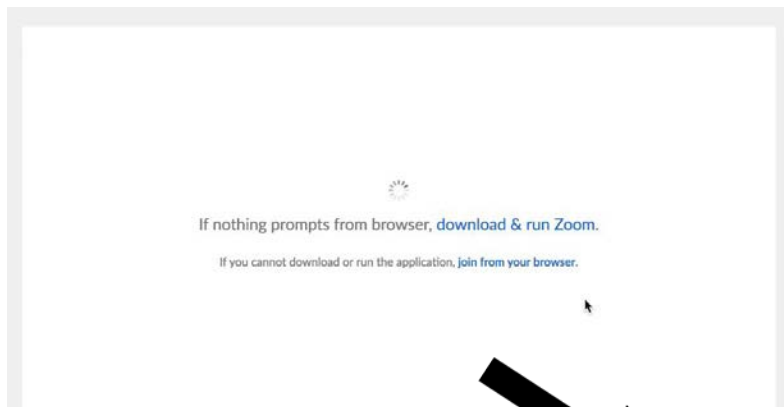 If nothing prompts from browser, download & run Zoom.
If you cannot download or run the application, join from your browser.